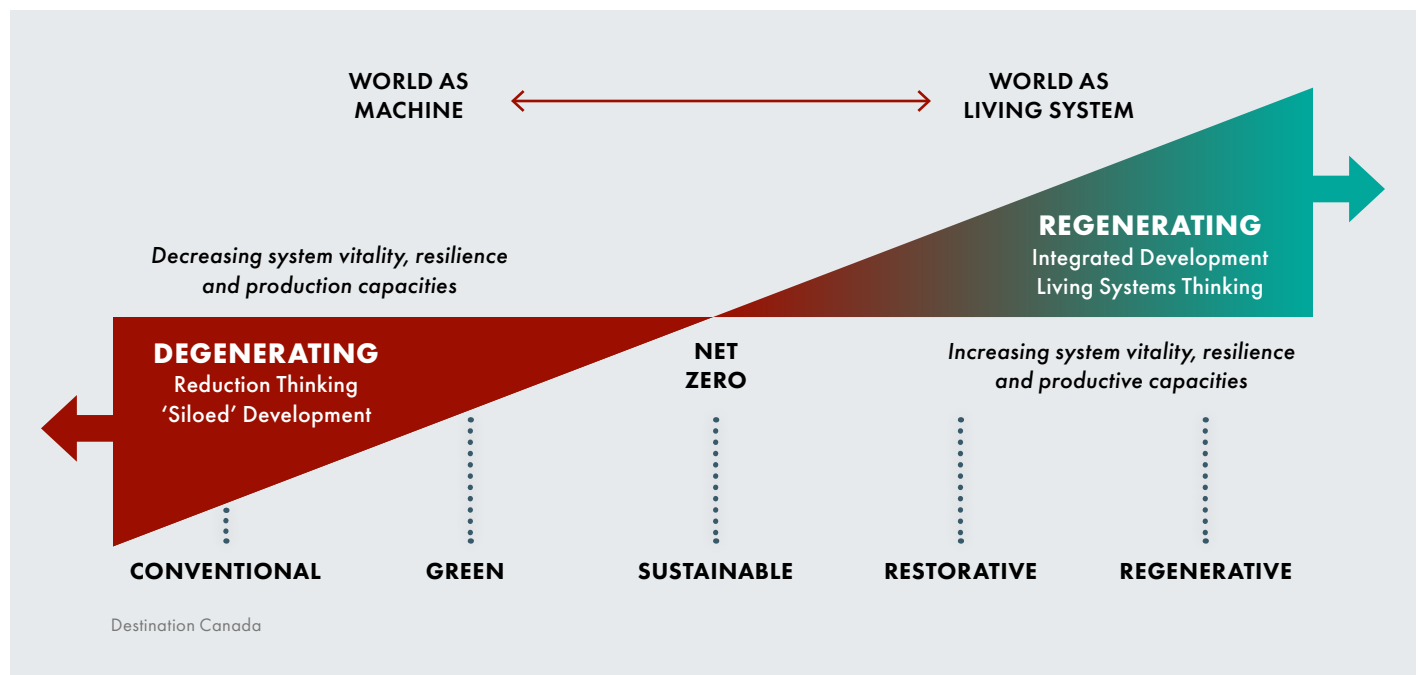 WORLD AS
MACHINE
WORLD AS
LIVING SYSTEM
Decreasing system vitality, resilience
and production capacities
REGENERATING
Integrated Development
Living Systems Thinking
DEGENERATING
Reduction Thinking
‘Siloed’ Development
NET
ZERO
Increasing system vitality, resilience
and productive capacities
CONVENTIONAL
GREEN
SUSTAINABLE
RESTORATIVE
REGENERATIVE
Destination Canada